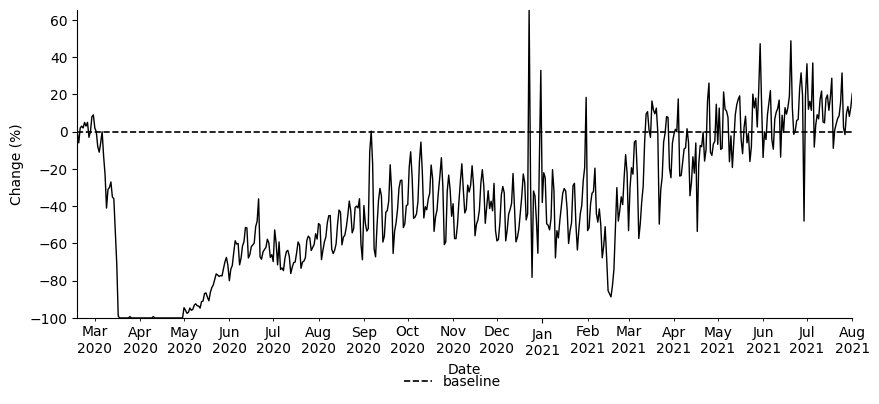 Change (%)
60
40
20
0
−20
−40
−60
−80
−100
Mar 2020
Apr 2020
May 2020
Jun 2020
Jul 2020
Aug 2020
Sep 2020
Oct 2020
Nov 2020
Dec 2020
Jan 2021
Feb 2021
Mar 2021
Apr 2021
May 2021
Jun 2021
Jul 2021
Aug 2021
Date
baseline